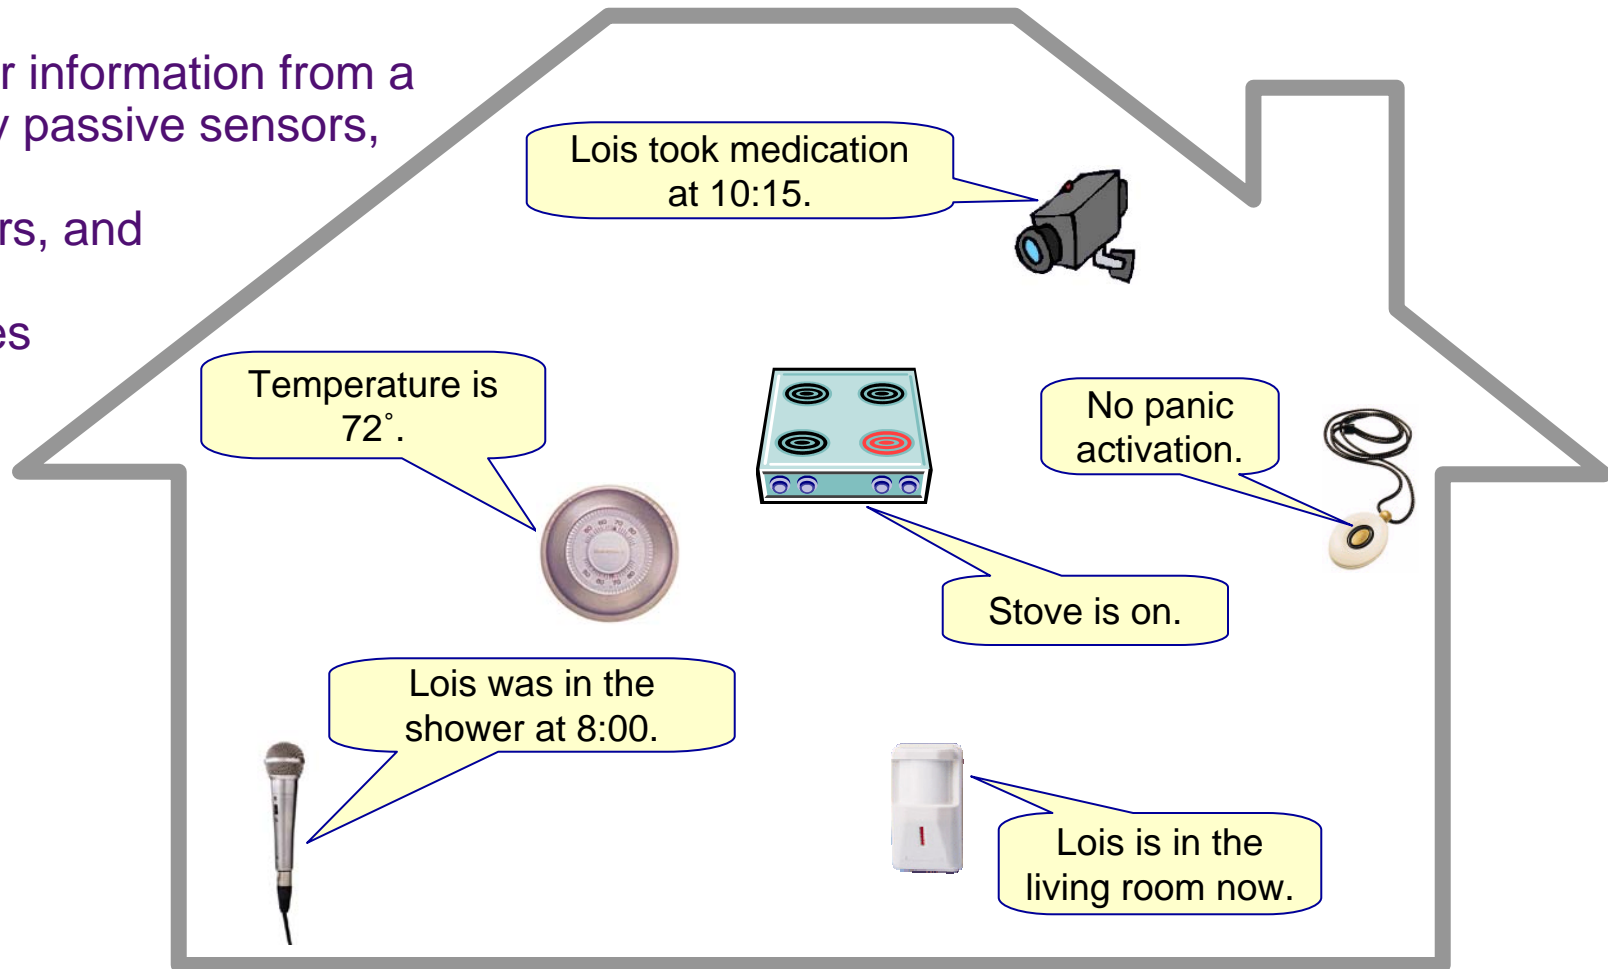 r information from a
y passive sensors,
rs, and
es
Lois took medication
at 10:15.
Temperature is
72°.
No panic
activation.
Stove is on.
Lois was in the
shower at 8:00.
Lois is in the
living room now.